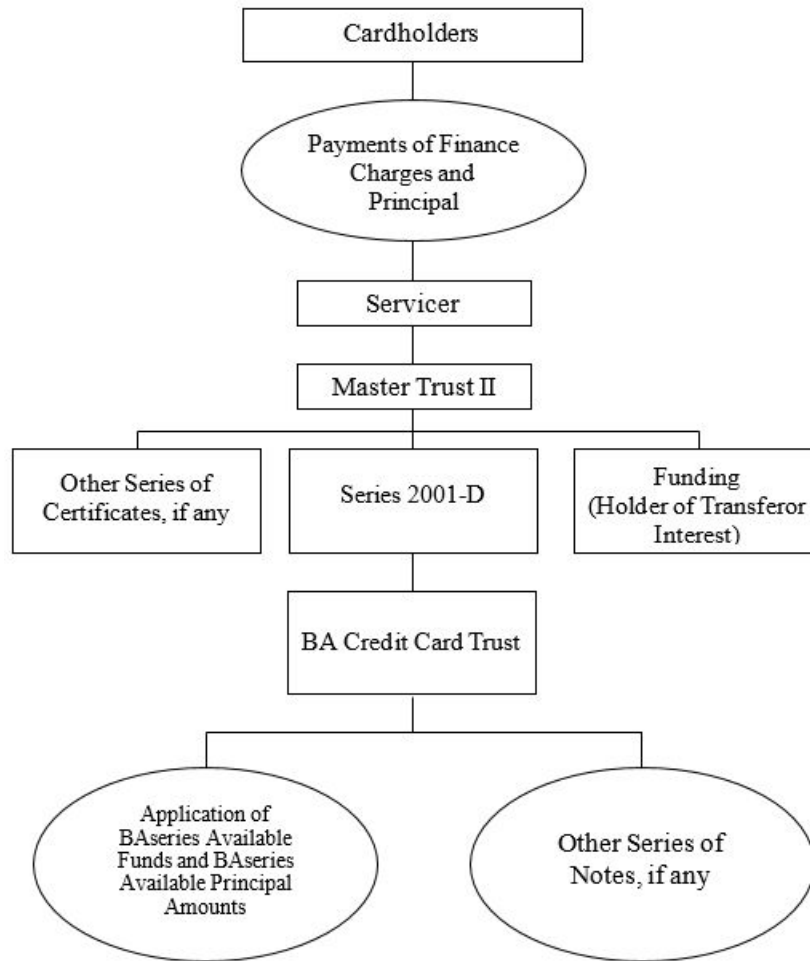 Cardholders
Payments of Finance
Charges and
Principal
Servicer
Master Trust II
Other Series of
Certificates, if any
Series 2001-D
Funding
(Holder of Transferor
Interest)
BA Credit Card Trust
Application of
BAseries Available
Funds and BAseries
Available Principal
Amounts
Other Series of
Notes, if any